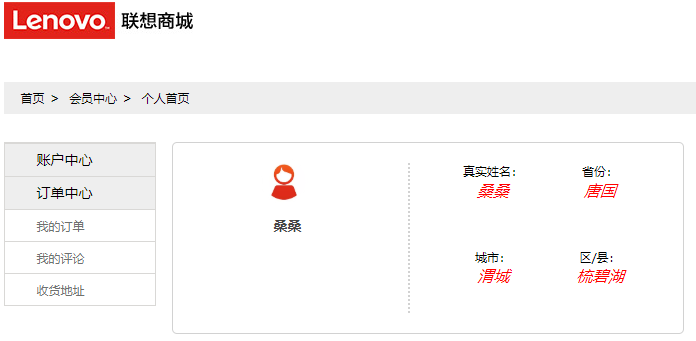 Lenovo 联想商城
首页 > 会员中心 > 个人首页
账户中心
订单中心
我的订单
我的评论
收货地址
桑桑
真实姓名: 省份:
桑桑 唐国
城市: 区/县:
渭城 梳碧湖